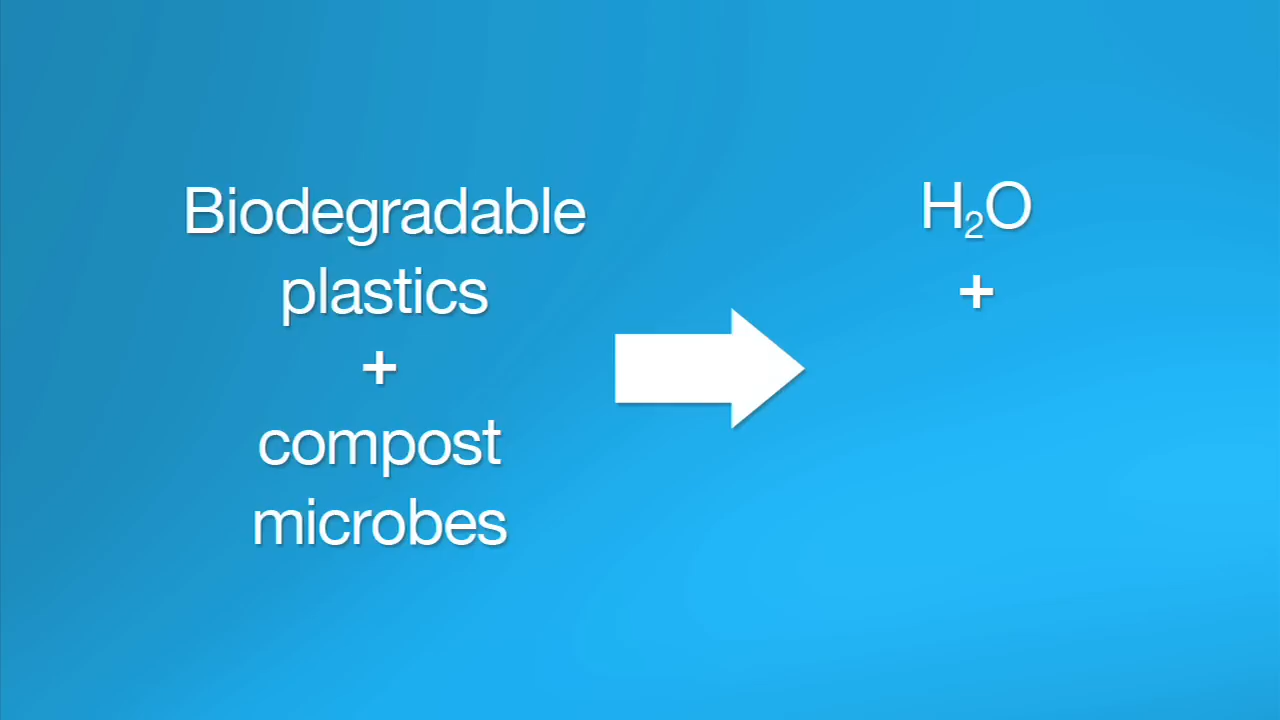 Biodegradable
plastics
+
compost
microbes
H₂O
+